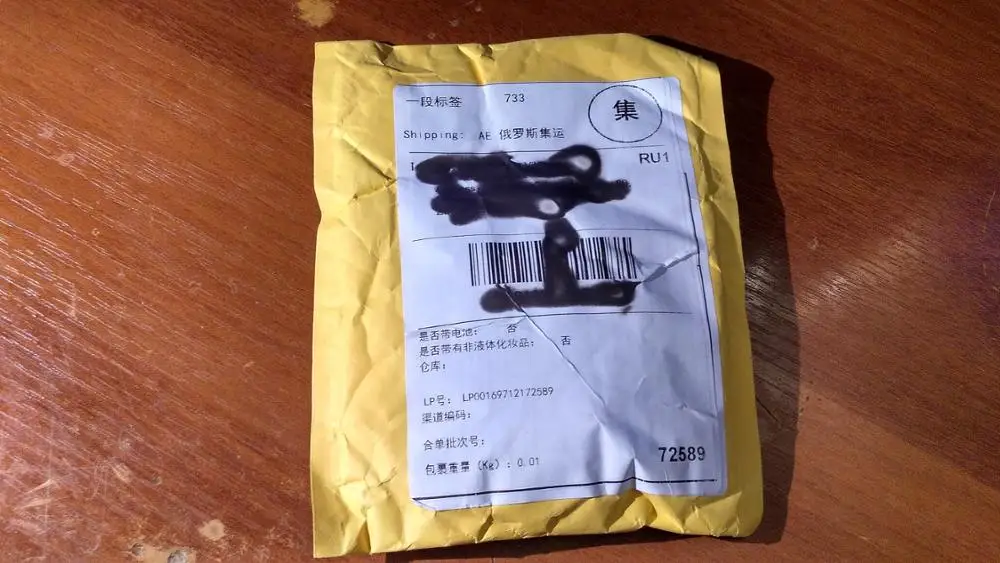 一段标签 733
集
Shipping: AE 俄罗斯集运
RU1
是否带电池： 否
是否带有非液体化妆品： 否
仓库：
LP号： LP00169712172589
渠道编码：
合单批次号：
72589
包裹重量（Kg）: 0.01